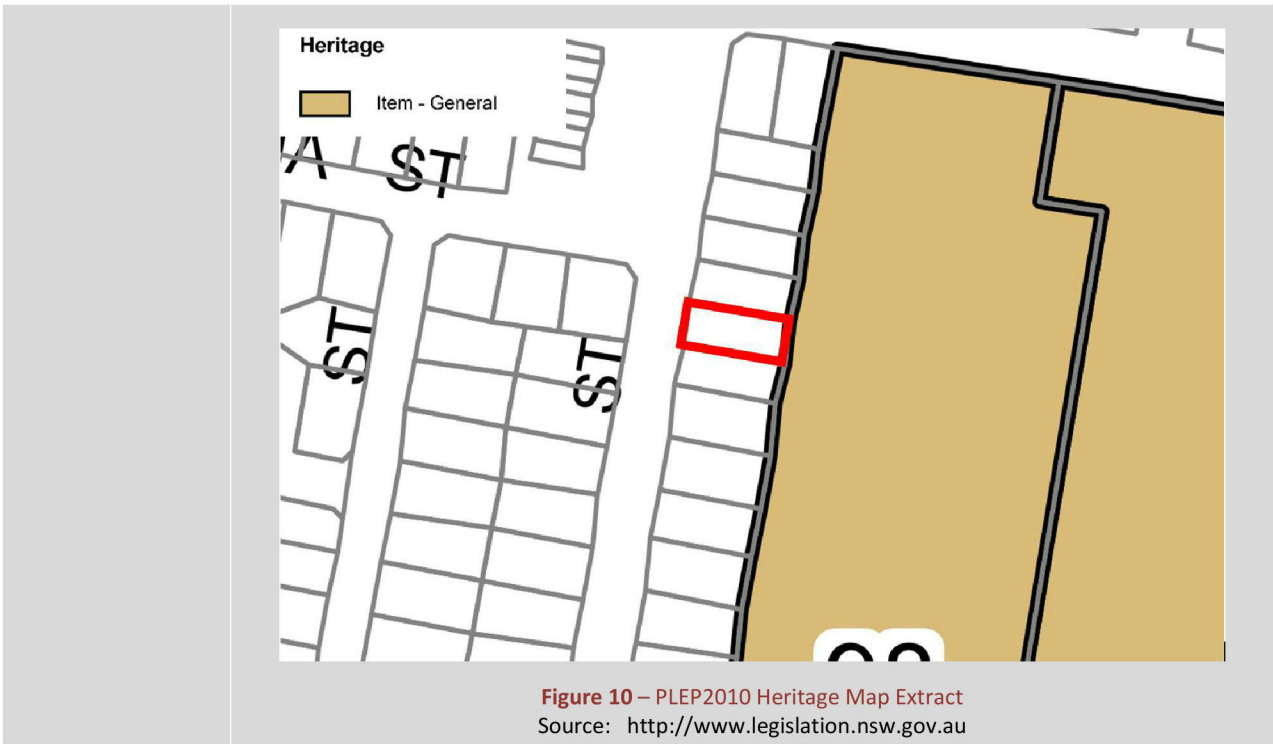 Heritage
Item - General
ST
ST
ST
Figure 10 – PLEP2010 Heritage Map Extract
Source: http://www.legislation.nsw.gov.au